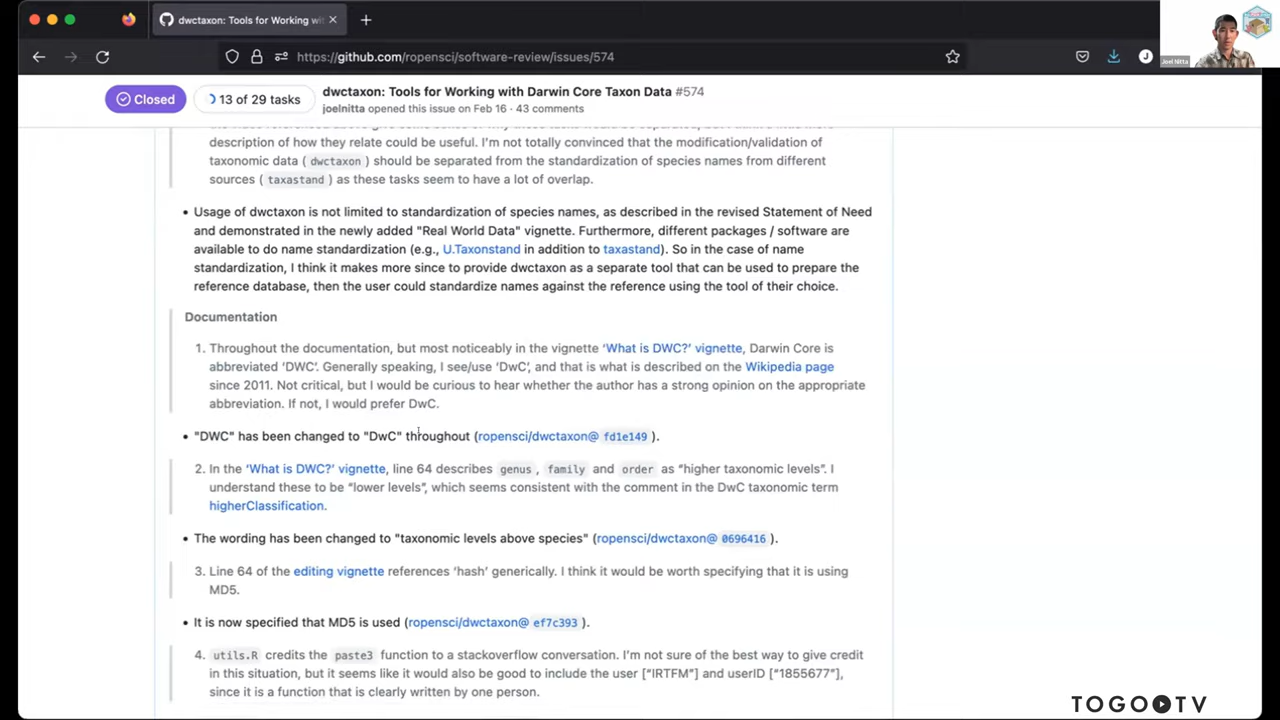 dwctaxon: Tools for Working wi
https://github.com/ropensci/software-review/issues/574
J
Joel Nitta
Closed
13 of 29 tasks
dwctaxon: Tools for Working with Darwin Core Taxon Data #574
joelnitta opened this issue on Feb 16 · 43 comments
description of how they relate could be useful. I'm not totally convinced that the modification/validation of
taxonomic data ( dwctaxon ) should be separated from the standardization of species names from different
sources ( taxastand ) as these tasks seem to have a lot of overlap.
• Usage of dwctaxon is not limited to standardization of species names, as described in the revised Statement of Need
and demonstrated in the newly added "Real World Data" vignette. Furthermore, different packages / software are
available to do name standardization (e.g., U.Taxonstand in addition to taxastand). So in the case of name
standardization, I think it makes more since to provide dwctaxon as a separate tool that can be used to prepare the
reference database, then the user could standardize names against the reference using the tool of their choice.
Documentation
1. Throughout the documentation, but most noticeably in the vignette ‘What is DWC?’ vignette, Darwin Core is
abbreviated ‘DWC’. Generally speaking, I see/use ‘DwC’, and that is what is described on the Wikipedia page
since 2011. Not critical, but I would be curious to hear whether the author has a strong opinion on the appropriate
abbreviation. If not, I would prefer DwC.
• "DWC" has been changed to "DwC" throughout (ropensci/dwctaxon@ fd1e149 ).
2. In the ‘What is DWC?’ vignette, line 64 describes genus , family and order as “higher taxonomic levels”. I
understand these to be “lower levels”, which seems consistent with the comment in the DwC taxonomic term
higherClassification.
• The wording has been changed to "taxonomic levels above species" (ropensci/dwctaxon@ 0696416 ).
3. Line 64 of the editing vignette references ‘hash’ generically. I think it would be worth specifying that it is using
MD5.
• It is now specified that MD5 is used (ropensci/dwctaxon@ ef7c393 ).
4. utils.R credits the paste3 function to a stackoverflow conversation. I'm not sure of the best way to give credit
in this situation, but it seems like it would also be good to include the user [“IRTFM”] and userID [“1855677”],
since it is a function that is clearly written by one person.
TOGO TV